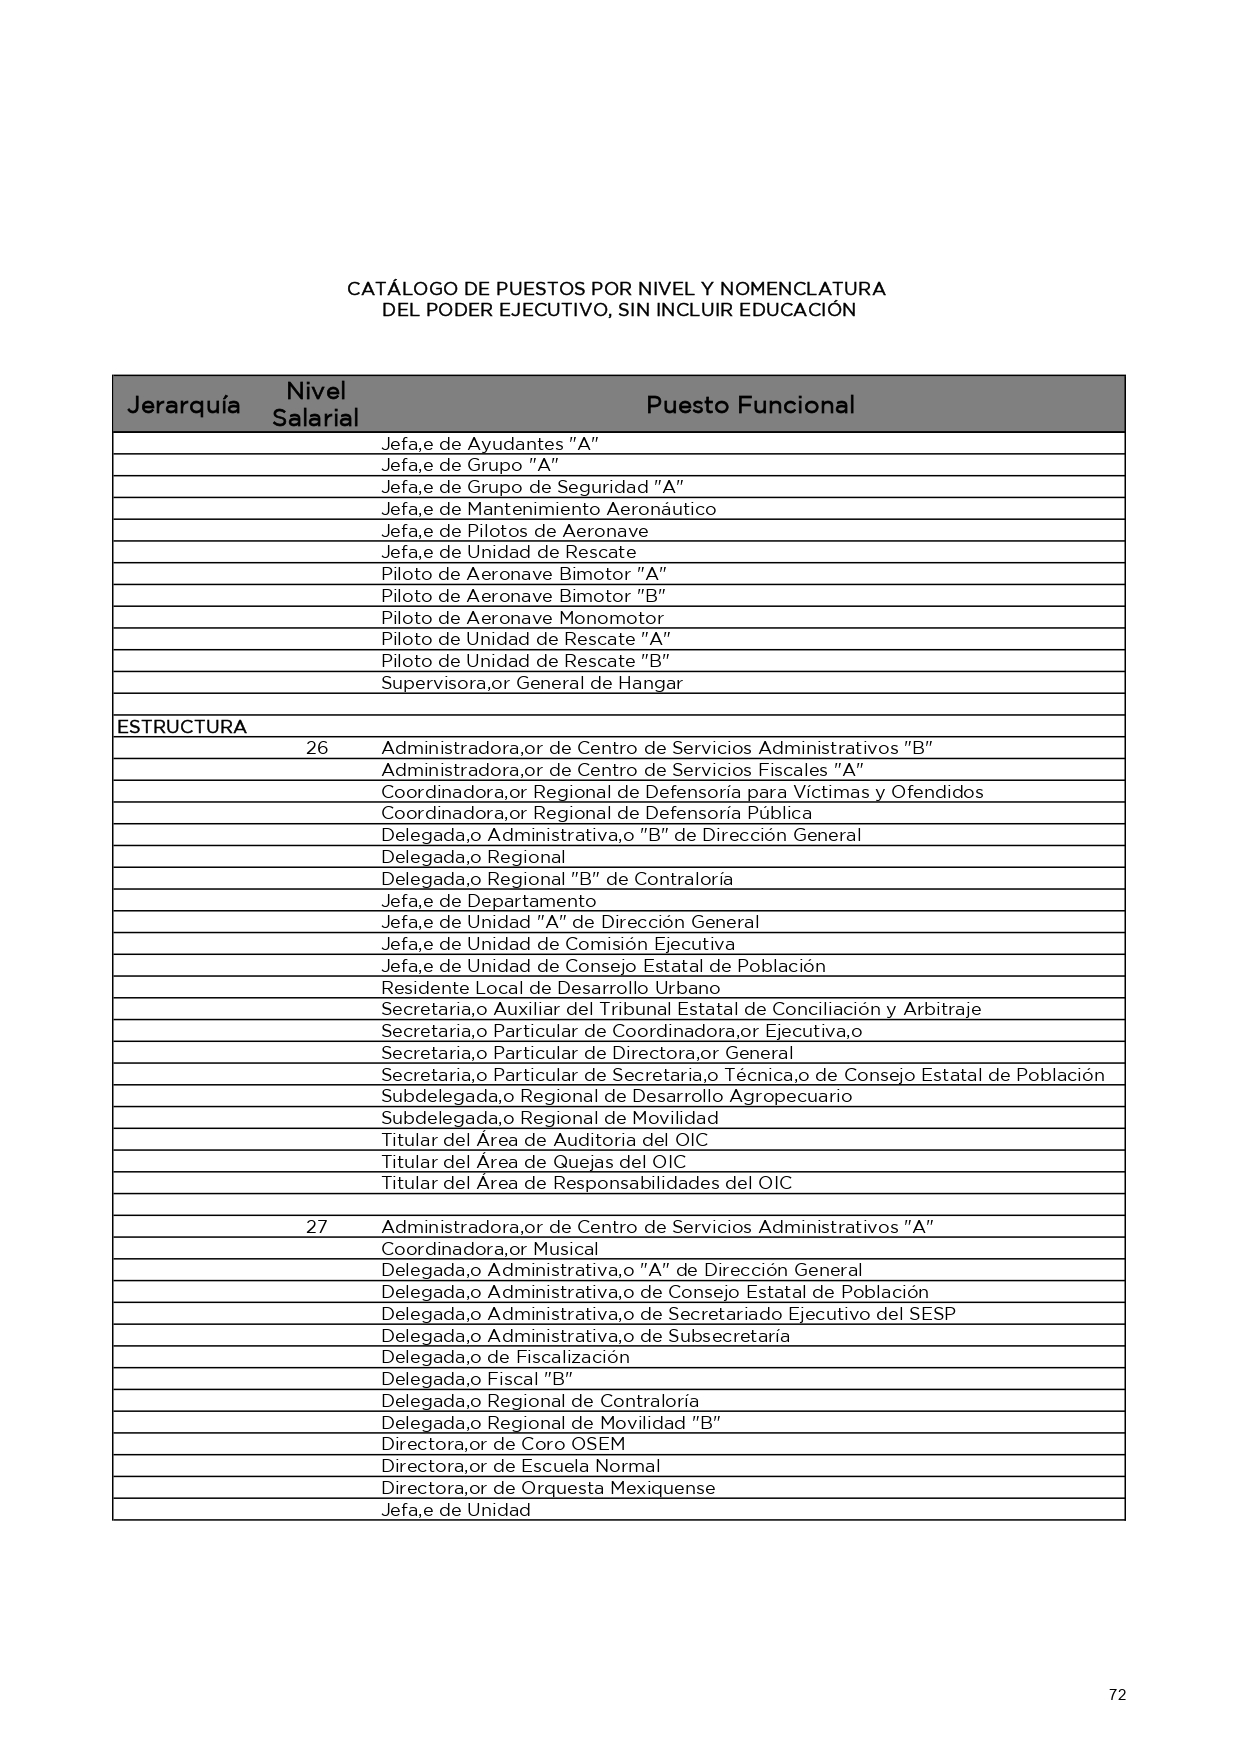 CATÁLOGO DE PUESTOS POR NIVEL Y NOMENCLATURA
DEL PODER EJECUTIVO, SIN INCLUIR EDUCACIÓN
Jerarquía Nivel Salarial Puesto Funcional
Jefa,e de Ayudantes "A"
Jefa,e de Grupo "A"
Jefa,e de Grupo de Seguridad "A"
Jefa,e de Mantenimiento Aeronáutico
Jefa,e de Pilotos de Aeronave
Jefa,e de Unidad de Rescate
Piloto de Aeronave Bimotor "A"
Piloto de Aeronave Bimotor "B"
Piloto de Aeronave Monomotor
Piloto de Unidad de Rescate "A"
Piloto de Unidad de Rescate "B"
Supervisora,or General de Hangar
ESTRUCTURA
26 Administradora,or de Centro de Servicios Administrativos "B"
Administradora,or de Centro de Servicios Fiscales "A"
Coordinadora,or Regional de Defensoría para Víctimas y Ofendidos
Coordinadora,or Regional de Defensoría Pública
Delegada,o Administrativa,o "B" de Dirección General
Delegada,o Regional
Delegada,o Regional "B" de Contraloría
Jefa,e de Departamento
Jefa,e de Unidad "A" de Dirección General
Jefa,e de Unidad de Comisión Ejecutiva
Jefa,e de Unidad de Consejo Estatal de Población
Residente Local de Desarrollo Urbano
Secretaria,o Auxiliar del Tribunal Estatal de Conciliación y Arbitraje
Secretaria,o Particular de Coordinadora,or Ejecutiva,o
Secretaria,o Particular de Directora,or General
Secretaria,o Particular de Secretaria,o Técnica,o de Consejo Estatal de Población
Subdelegada,o Regional de Desarrollo Agropecuario
Subdelegada,o Regional de Movilidad
Titular del Área de Auditoria del OIC
Titular del Área de Quejas del OIC
Titular del Área de Responsabilidades del OIC
27 Administradora,or de Centro de Servicios Administrativos "A"
Coordinadora,or Musical
Delegada,o Administrativa,o "A" de Dirección General
Delegada,o Administrativa,o de Consejo Estatal de Población
Delegada,o Administrativa,o de Secretariado Ejecutivo del SESP
Delegada,o Administrativa,o de Subsecretaría
Delegada,o de Fiscalización
Delegada,o Fiscal "B"
Delegada,o Regional de Contraloría
Delegada,o Regional de Movilidad "B"
Directora,or de Coro OSEM
Directora,or de Escuela Normal
Directora,or de Orquesta Mexiquense
Jefa,e de Unidad
72